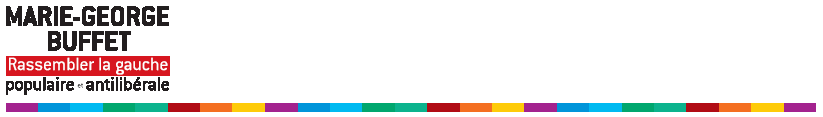 MARIE-GEORGE
BUFFET
Rassembler la gauche
populaire et antilibérale